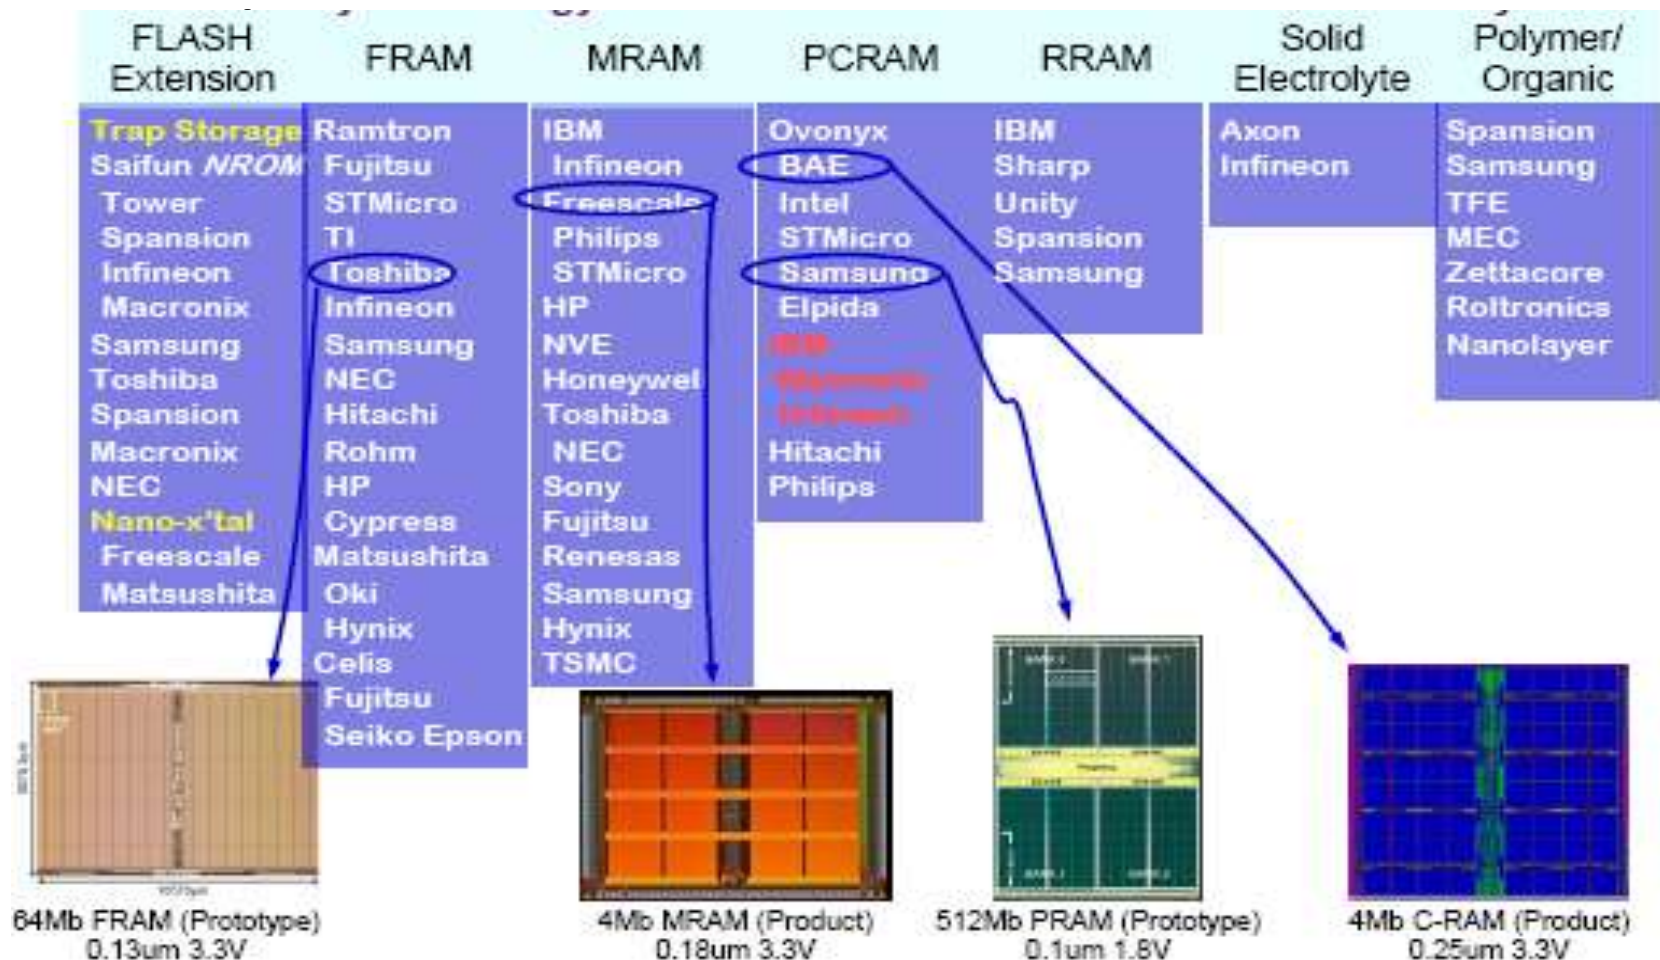 FLASH
Extension
FRAM
MRAM
PCRAM
RRAM
Solid
Electrolyte
Polymer/
Organic
Trap Storage
Saifun NROM
Tower
Spansion
Infineon
Macronix
Samsung
Toshiba
Spansion
Macronix
NEC
Nano-x'tal
Freescale
Matsushita
Ramtron
Fujitsu
STMicro
TI
Toshiba
Infineon
Samsung
NEC
Hitachi
Rohm
HP
Cypress
Matsushita
Oki
Hynix
Celis
Fujitsu
Seiko Epson
IBM
Infineon
Freescale
Philips
STMicro
HP
NVE
Honeywel
Toshiba
NEC
Sony
Fujitsu
Renesas
Samsung
Hynix
TSMC
Ovonyx
BAE
Intel
STMicro
Samsung
Elpida
IBM
Macronix
Infineon
Hitachi
Philips
IBM
Sharp
Unity
Spansion
Samsung
Axon
Infineon
Spansion
Samsung
TFE
MEC
Zettacore
Roltronics
Nanolayer
64Mb FRAM (Prototype)
0.13um 3.3V
4Mb MRAM (Product)
0.18um 3.3V
512Mb PRAM (Prototype)
0.1um 1.8V
4Mb C-RAM (Product)
0.25um 3.3V